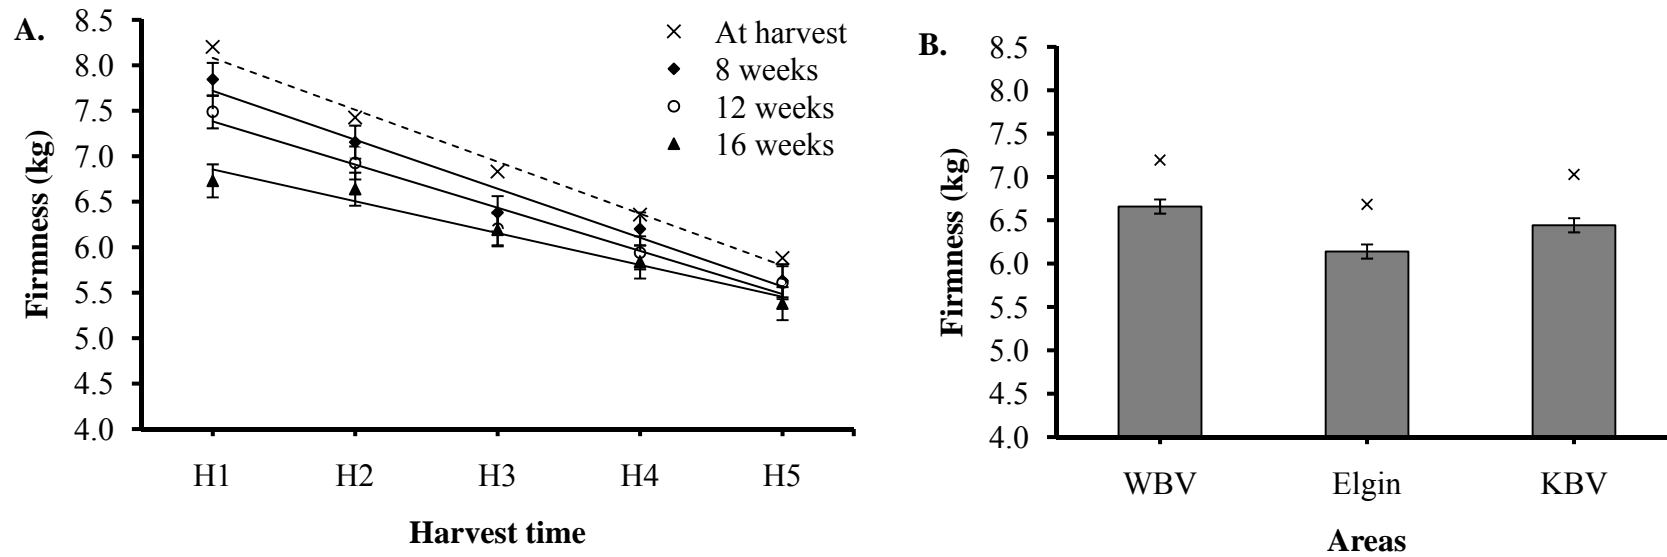 A.
Firmness (kg)
8.5
8.0
7.5
7.0
6.5
6.0
5.5
5.0
4.5
4.0
H1 H2 H3 H4 H5
Harvest time
At harvest
8 weeks
12 weeks
16 weeks
B.
Firmness (kg)
8.5
8.0
7.5
7.0
6.5
6.0
5.5
5.0
4.5
4.0
WBV Elgin KBV
Areas